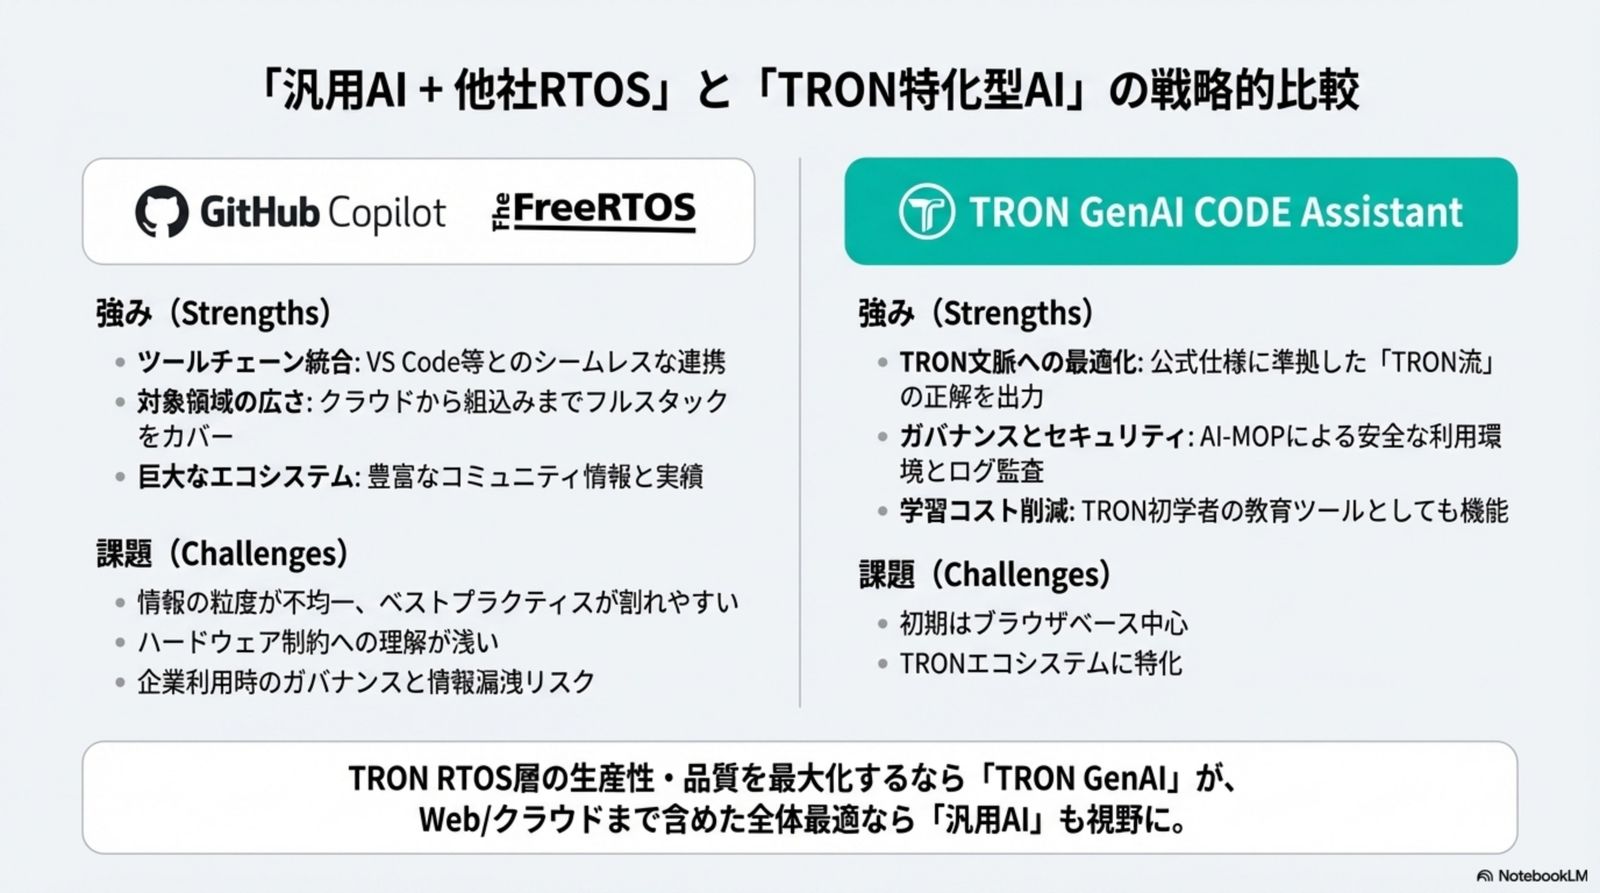 「汎用AI + 他社RTOS」と「TRON特化型AI」の戦略的比較
GitHub Copilot
The FreeRTOS
強み（Strengths）
ツールチェーン統合: VS Code等とのシームレスな連携
対象領域の広さ: クラウドから組込みまでフルスタック
をカバー
巨大なエコシステム: 豊富なコミュニティ情報と実績
課題（Challenges）
情報の粒度が不均一、ベストプラクティスが割れやすい
ハードウェア制約への理解が浅い
企業利用時のガバナンスと情報漏洩リスク
TRON GenAI CODE Assistant
強み（Strengths）
TRON文脈への最適化: 公式仕様に準拠した「TRON流」
の正解を出力
ガバナンスとセキュリティ: AI-MOPによる安全な利用環
境とログ監査
学習コスト削減: TRON初学者の教育ツールとしても機能
課題（Challenges）
初期はブラウザベース中心
TRONエコシステムに特化
TRON RTOS層の生産性・品質を最大化するなら「TRON GenAI」が、
Web/クラウドまで含めた全体最適なら「汎用AI」も視野に。
NotebookLM